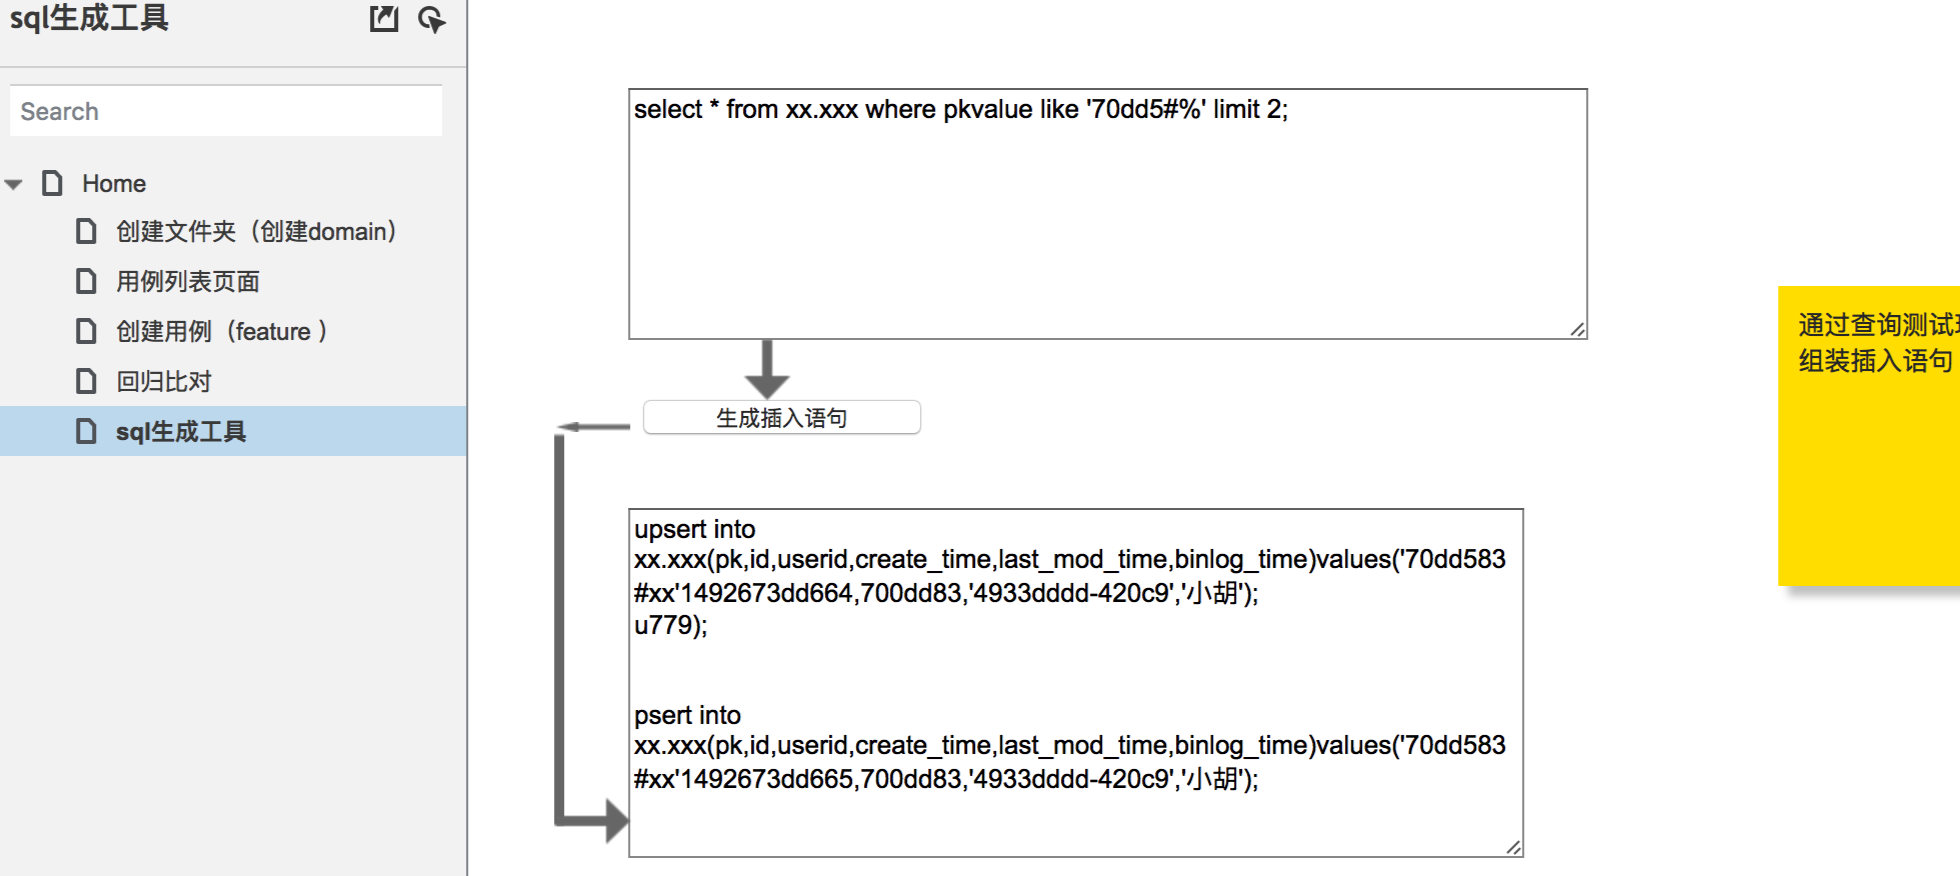 sql生成工具
Search
Home
创建文件夹（创建domain）
用例列表页面
创建用例（feature ）
回归比对
sql生成工具
select * from xx.xxx where pkvalue like '70dd5#%' limit 2;
生成插入语句
upsert into
xx.xxx(pk,id,userid,create_time,last_mod_time,binlog_time)values('70dd583
#xx'1492673dd664,700dd83,'4933dddd-420c9','小胡');
u779);
psert into
xx.xxx(pk,id,userid,create_time,last_mod_time,binlog_time)values('70dd583
#xx'1492673dd665,700dd83,'4933dddd-420c9','小胡');
通过查询测试
组装插入语句